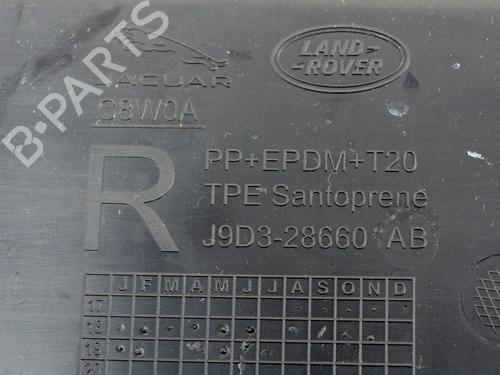 B-PARTS
JAGUAR
LAND-
-ROVER
C8W0A
R
PP+EPDM+T20
TPE Santoprene
J9D3-28660 AB
J F M A M J J A S O N D
17
18
19